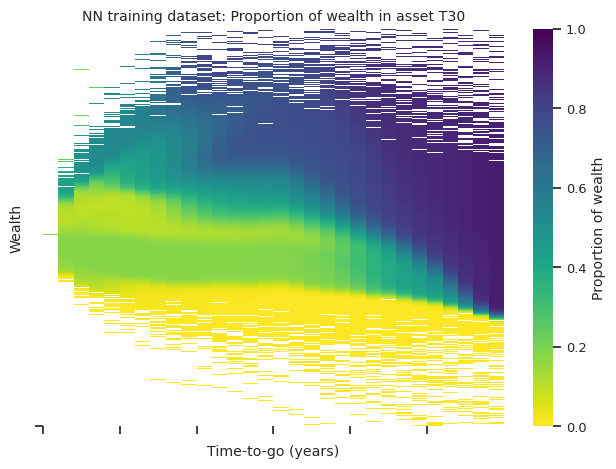 NN training dataset: Proportion of wealth in asset T30
Wealth
Time-to-go (years)
1.0
0.8
0.6
0.4
0.2
0.0
Proportion of wealth